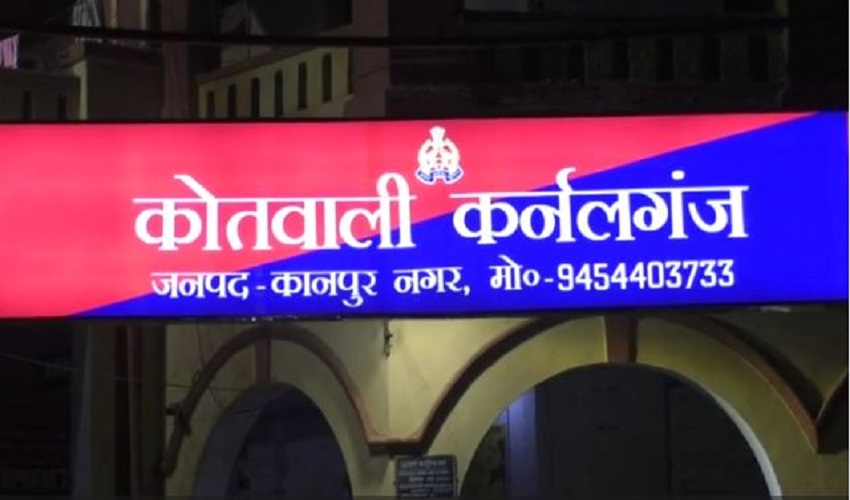 कोतवाली कर्नलगंज
जनपद - कानपुर नगर, मो० -9454403733